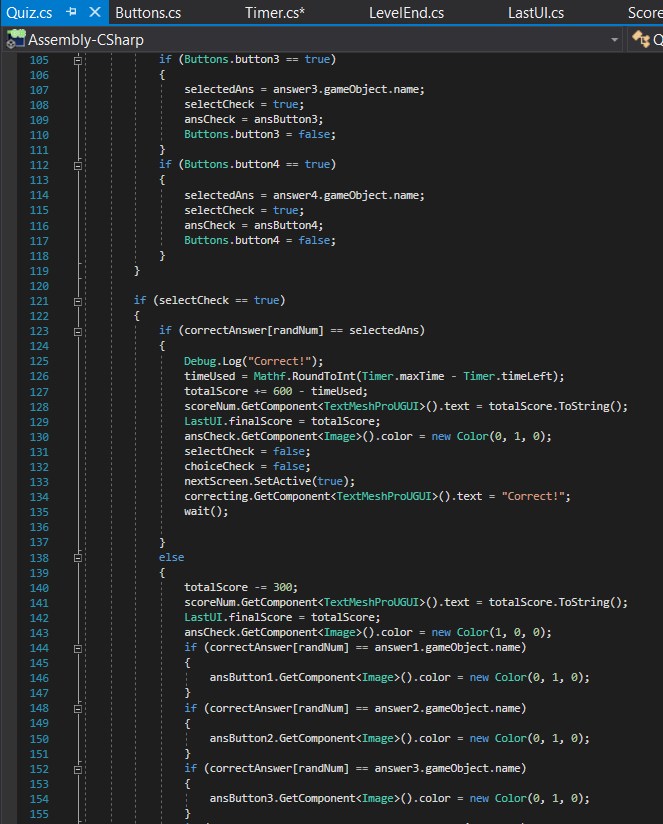 Quiz.cs Buttons.cs Timer.cs* LevelEnd.cs LastUI.cs Score
Assembly-CSharp Q
105 if (Buttons.button3 == true)
106 {
107 selectedAns = answer3.gameObject.name;
108 selectCheck = true;
109 ansCheck = ansButton3;
110 Buttons.button3 = false;
111 }
112 if (Buttons.button4 == true)
113 {
114 selectedAns = answer4.gameObject.name;
115 selectCheck = true;
116 ansCheck = ansButton4;
117 Buttons.button4 = false;
118 }
119 }
120
121 if (selectCheck == true)
122 {
123 if (correctAnswer[randNum] == selectedAns)
124 {
125 Debug.Log("Correct!");
126 timeUsed = Mathf.RoundToInt(Timer.maxTime - Timer.timeLeft);
127 totalScore += 600 - timeUsed;
128 scoreNum.GetComponent<TextMeshProUGUI>().text = totalScore.ToString();
129 LastUI.finalScore = totalScore;
130 ansCheck.GetComponent<Image>().color = new Color(0, 1, 0);
131 selectCheck = false;
132 choiceCheck = false;
133 nextScreen.SetActive(true);
134 correcting.GetComponent<TextMeshProUGUI>().text = "Correct!";
135 wait();
136
137 }
138 else
139 {
140 totalScore -= 300;
141 scoreNum.GetComponent<TextMeshProUGUI>().text = totalScore.ToString();
142 LastUI.finalScore = totalScore;
143 ansCheck.GetComponent<Image>().color = new Color(1, 0, 0);
144 if (correctAnswer[randNum] == answer1.gameObject.name)
145 {
146 ansButton1.GetComponent<Image>().color = new Color(0, 1, 0);
147 }
148 if (correctAnswer[randNum] == answer2.gameObject.name)
149 {
150 ansButton2.GetComponent<Image>().color = new Color(0, 1, 0);
151 }
152 if (correctAnswer[randNum] == answer3.gameObject.name)
153 {
154 ansButton3.GetComponent<Image>().color = new Color(0, 1, 0);
155 }